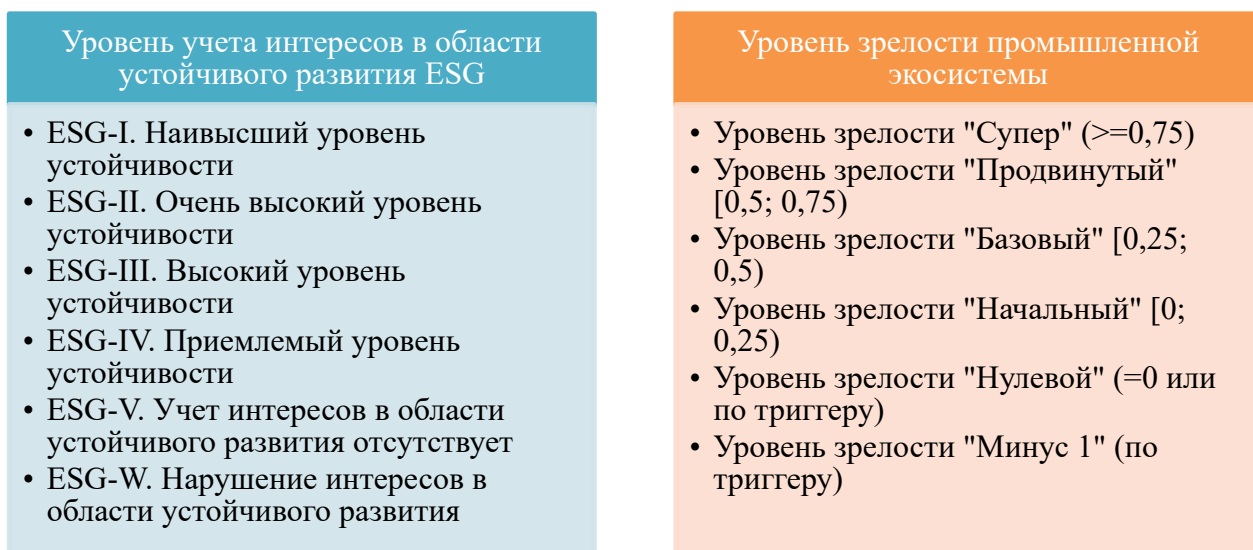 Уровень учета интересов в области
устойчивого развития ESG
• ESG-I. Наивысший уровень
устойчивости
• ESG-II. Очень высокий уровень
устойчивости
• ESG-III. Высокий уровень
устойчивости
• ESG-IV. Приемлемый уровень
устойчивости
• ESG-V. Учет интересов в области
устойчивого развития отсутствует
• ESG-W. Нарушение интересов в
области устойчивого развития
Уровень зрелости промышленной
экосистемы
• Уровень зрелости "Супер" (>=0,75)
• Уровень зрелости "Продвинутый"
[0,5; 0,75)
• Уровень зрелости "Базовый" [0,25;
0,5)
• Уровень зрелости "Начальный" [0;
0,25)
• Уровень зрелости "Нулевой" (=0 или
по триггеру)
• Уровень зрелости "Минус 1" (по
триггеру)